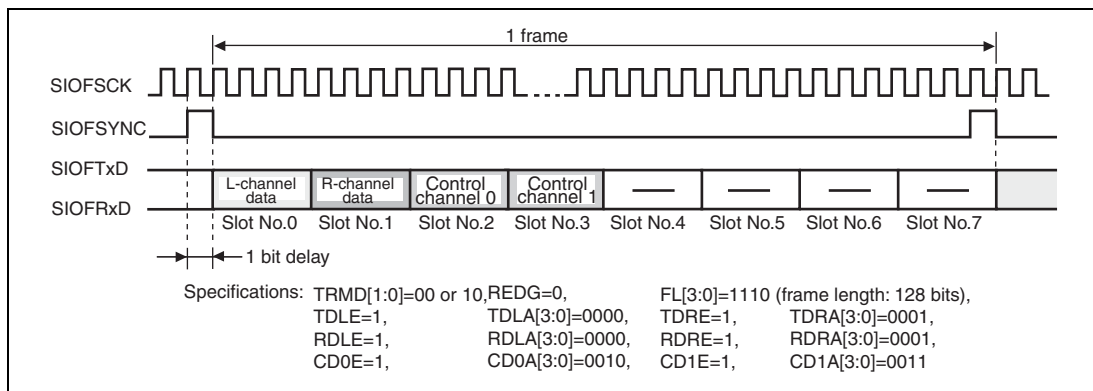 1 frame
SIOFSCK
SIOFSYNC
SIOFTxD
SIOFRxD
L-channel data
R-channel data
Control channel 0
Control channel 1
Slot No.0 Slot No.1 Slot No.2 Slot No.3 Slot No.4 Slot No.5 Slot No.6 Slot No.7
1 bit delay
Specifications: TRMD[1:0]=00 or 10, REDG=0, FL[3:0]=1110 (frame length: 128 bits),
TDLE=1, TDLA[3:0]=0000, TDRE=1, TDRA[3:0]=0001,
RDLE=1, RDLA[3:0]=0000, RDRE=1, RDRA[3:0]=0001,
CD0E=1, CD0A[3:0]=0010, CD1E=1, CD1A[3:0]=0011